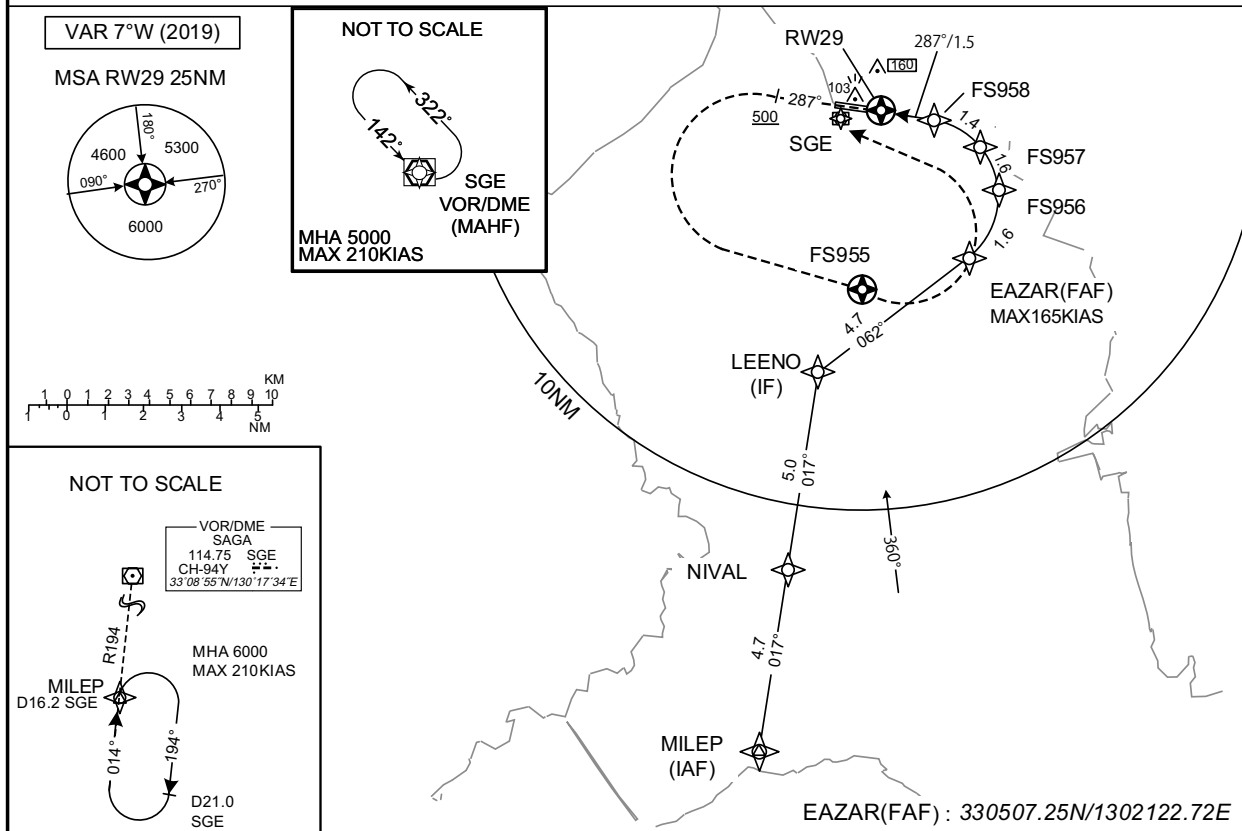 VAR 7°W (2019)
MSA RW29 25NM
180°
4600
5300
090°
270°
6000
NOT TO SCALE
322°
142°
SGE
VOR/DME
(MAHF)
MHA 5000
MAX 210KIAS
RW29
287°/1.5
160
103
287°
500
SGE
FS958
1.4
FS957
1.6
FS956
1.6
FS955
EAZAR(FAF)
MAX165KIAS
4.7
062°
LEENO
(IF)
10NM
5.0
017°
360°
NIVAL
4.7
017°
MILEP
(IAF)
KM
1 0 1 2 3 4 5 6 7 8 9 10
1 0 1 2 3 4 5
NM
NOT TO SCALE
VOR/DME
SAGA
114.75 SGE
CH-94Y
33°08'55"N/130°17'34"E
R194
MHA 6000
MAX 210KIAS
MILEP
D16.2 SGE
014°
194°
D21.0
SGE
EAZAR(FAF) : 330507.25N/1302122.72E